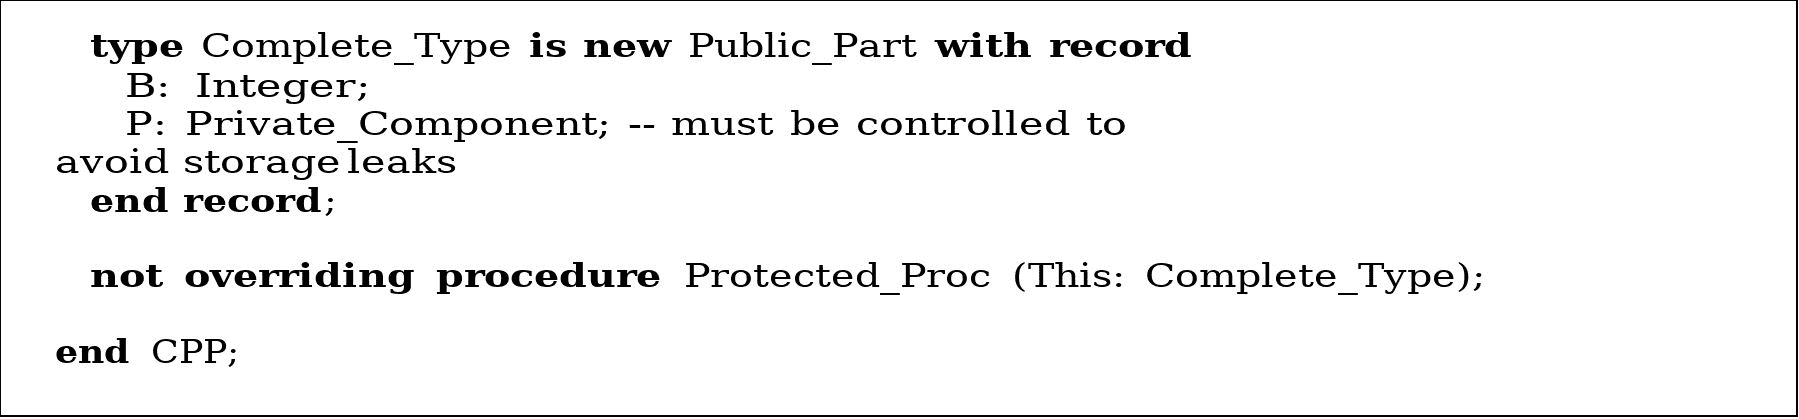 type Complete_Type is new Public_Part with record
B: Integer;
P: Private_Component; -- must be controlled to
avoid storage leaks
end record;
not overriding procedure Protected_Proc (This: Complete_Type);
end CPP;